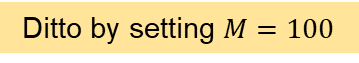 Ditto by setting M = 100